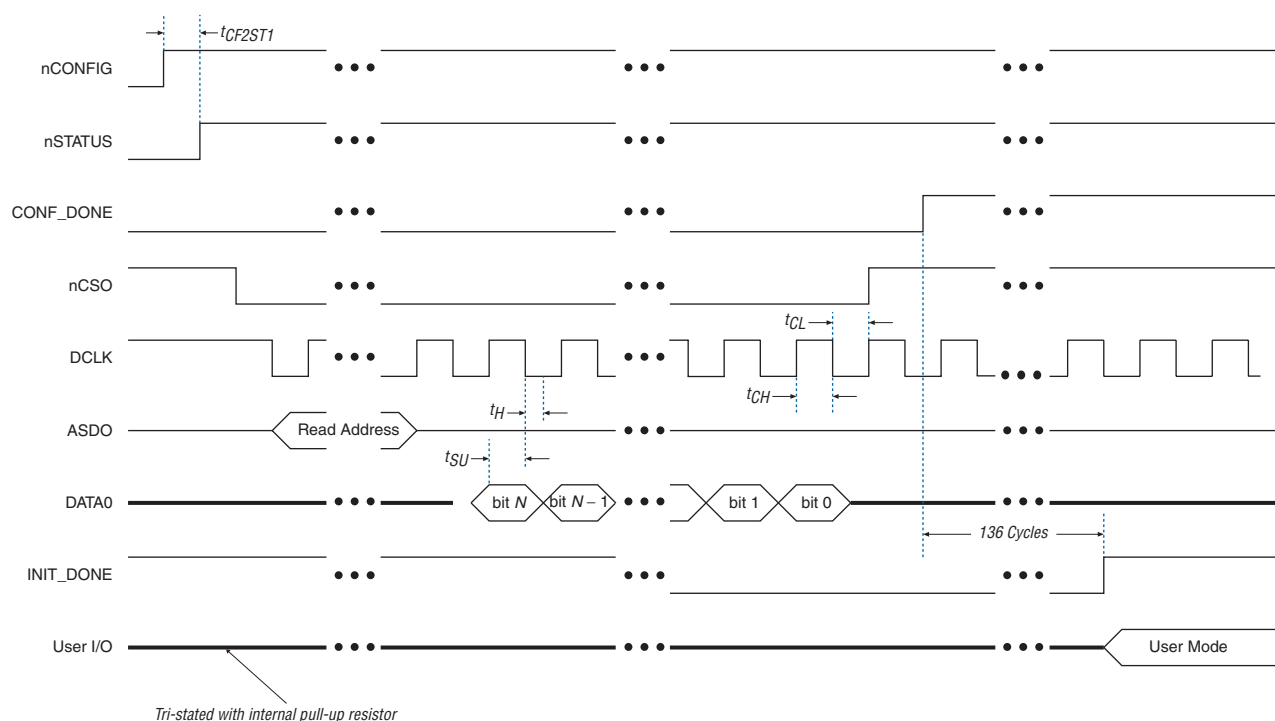 tCF2ST1
nCONFIG
nSTATUS
CONF_DONE
nCSO
tCL
DCLK
tCH
tH
ASDO
Read Address
tSU
DATA0
bit N
bit N − 1
bit 1
bit 0
136 Cycles
INIT_DONE
User I/O
User Mode
Tri-stated with internal pull-up resistor